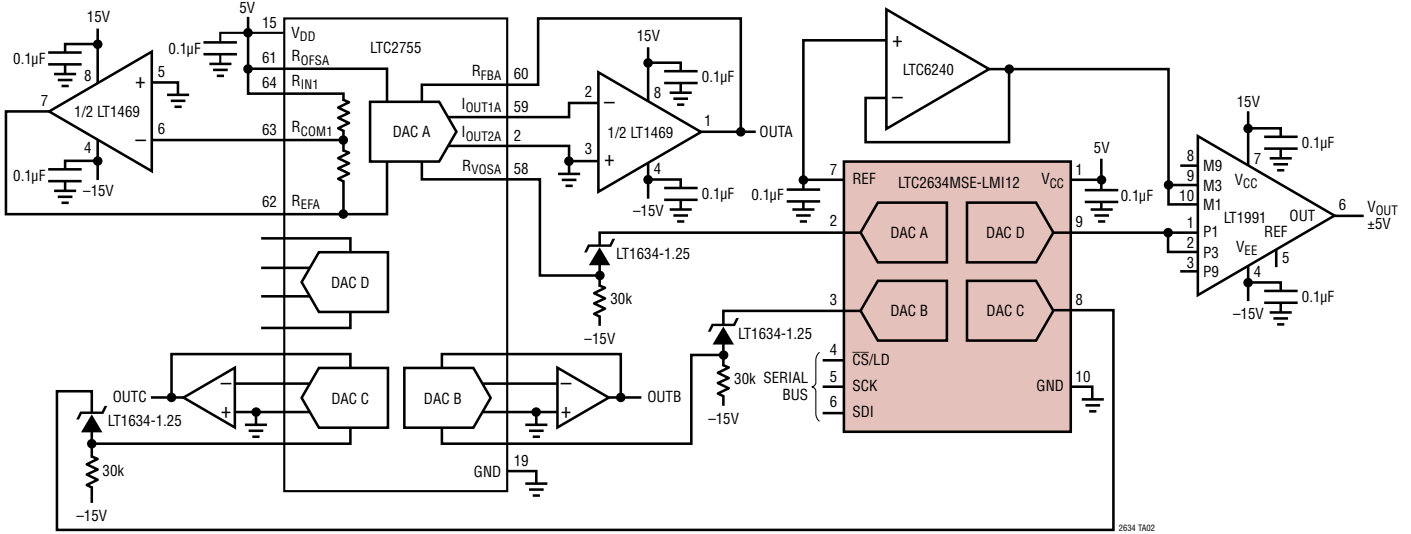 15V
0.1µF
8
5
+
7
1/2 LT1469
6
–
4
0.1µF
–15V
5V
0.1µF
15
VDD
LTC2755
61
ROFSA
64
RIN1
63
RCOM1
62
REFA
DAC A
RFBA
60
IOUT1A
59
IOUT2A
2
RVOSA
58
15V
0.1µF
2
–
8
1/2 LT1469
1
OUTA
3
+
4
0.1µF
–15V
DAC D
OUTC
–
+
DAC C
DAC B
–
+
OUTB
LT1634-1.25
30k
–15V
GND
19
LT1634-1.25
30k
–15V
LT1634-1.25
30k
–15V
+
LTC6240
–
0.1µF
7
REF
LTC2634MSE-LMI12
VCC
1
5V
0.1µF
2
DAC A
DAC D
9
3
DAC B
DAC C
8
SERIAL
BUS
4
CS/LD
5
SCK
6
SDI
GND
10
15V
0.1µF
8
M9
7
9
M3
VCC
10
M1
LT1991
OUT
6
VOUT
±5V
1
P1
REF
2
P3
VEE
5
3
P9
4
0.1µF
–15V
2634 TA02